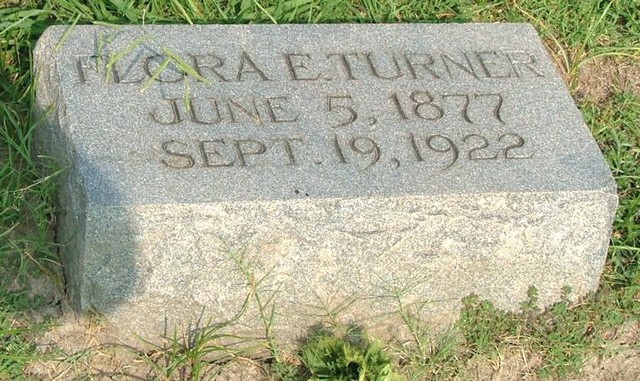 FLORA E. TURNER
JUNE 5, 1877
SEPT. 19, 1922